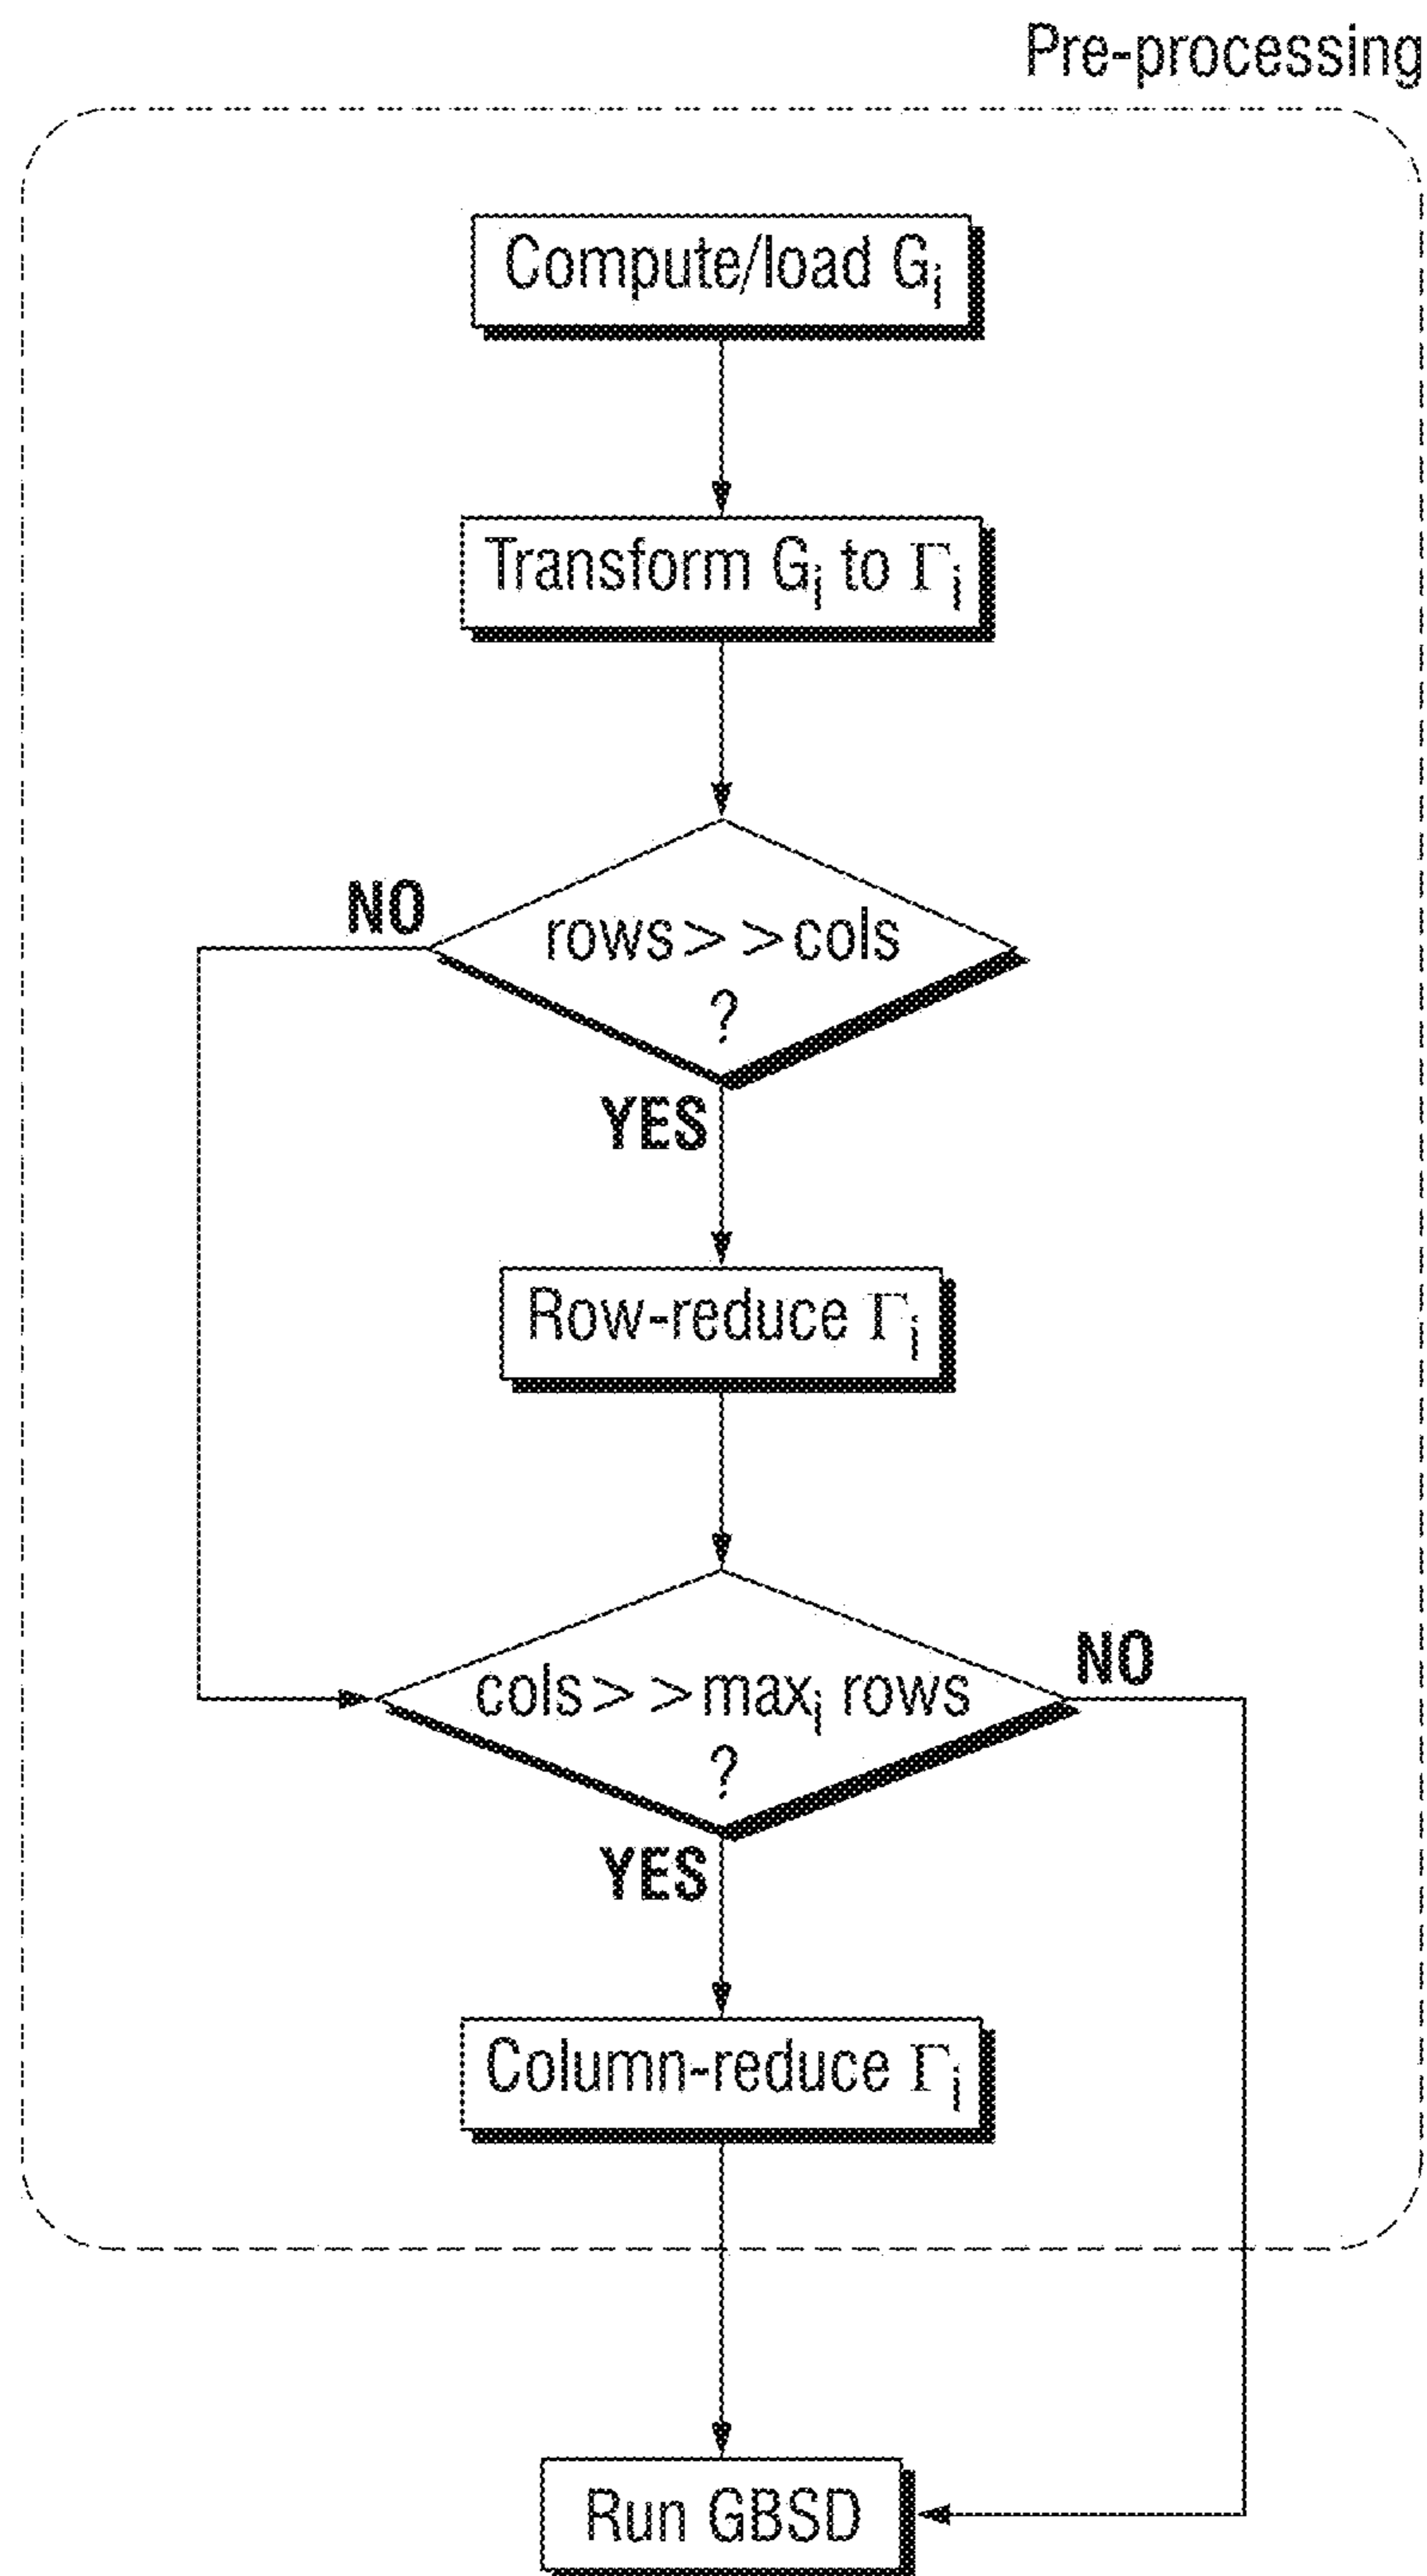 Pre-processing
Compute/load Gᵢ
Transform Gᵢ to Γᵢ
NO
rows>>cols
?
YES
Row-reduce Γᵢ
NO
cols>>maxᵢ rows
?
YES
Column-reduce Γᵢ
Run GBSD